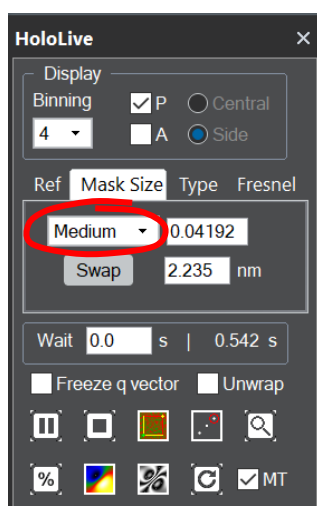 HoloLive ×
Display
Binning P Central
4 A Side
Ref Mask Size Type Fresnel
Medium 0.04192
Swap 2.235 nm
Wait 0.0 s | 0.542 s
Freeze q vector Unwrap
% % MT